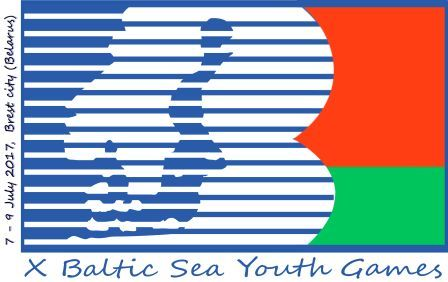 7 - 9 July 2017, Brest city (Belarus)
X Baltic Sea Youth Games